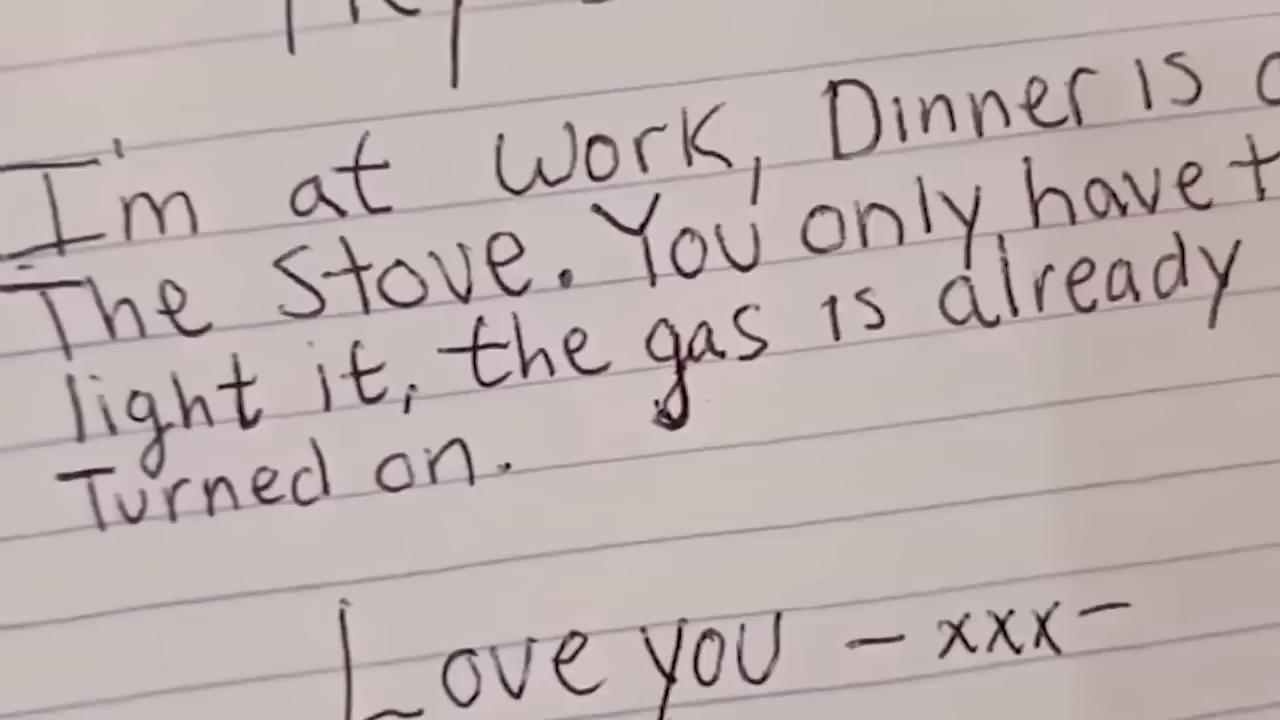 I'm at work, Dinner is
The stove. You only have
light it, the gas is already
Turned on.
Love you - xxx -